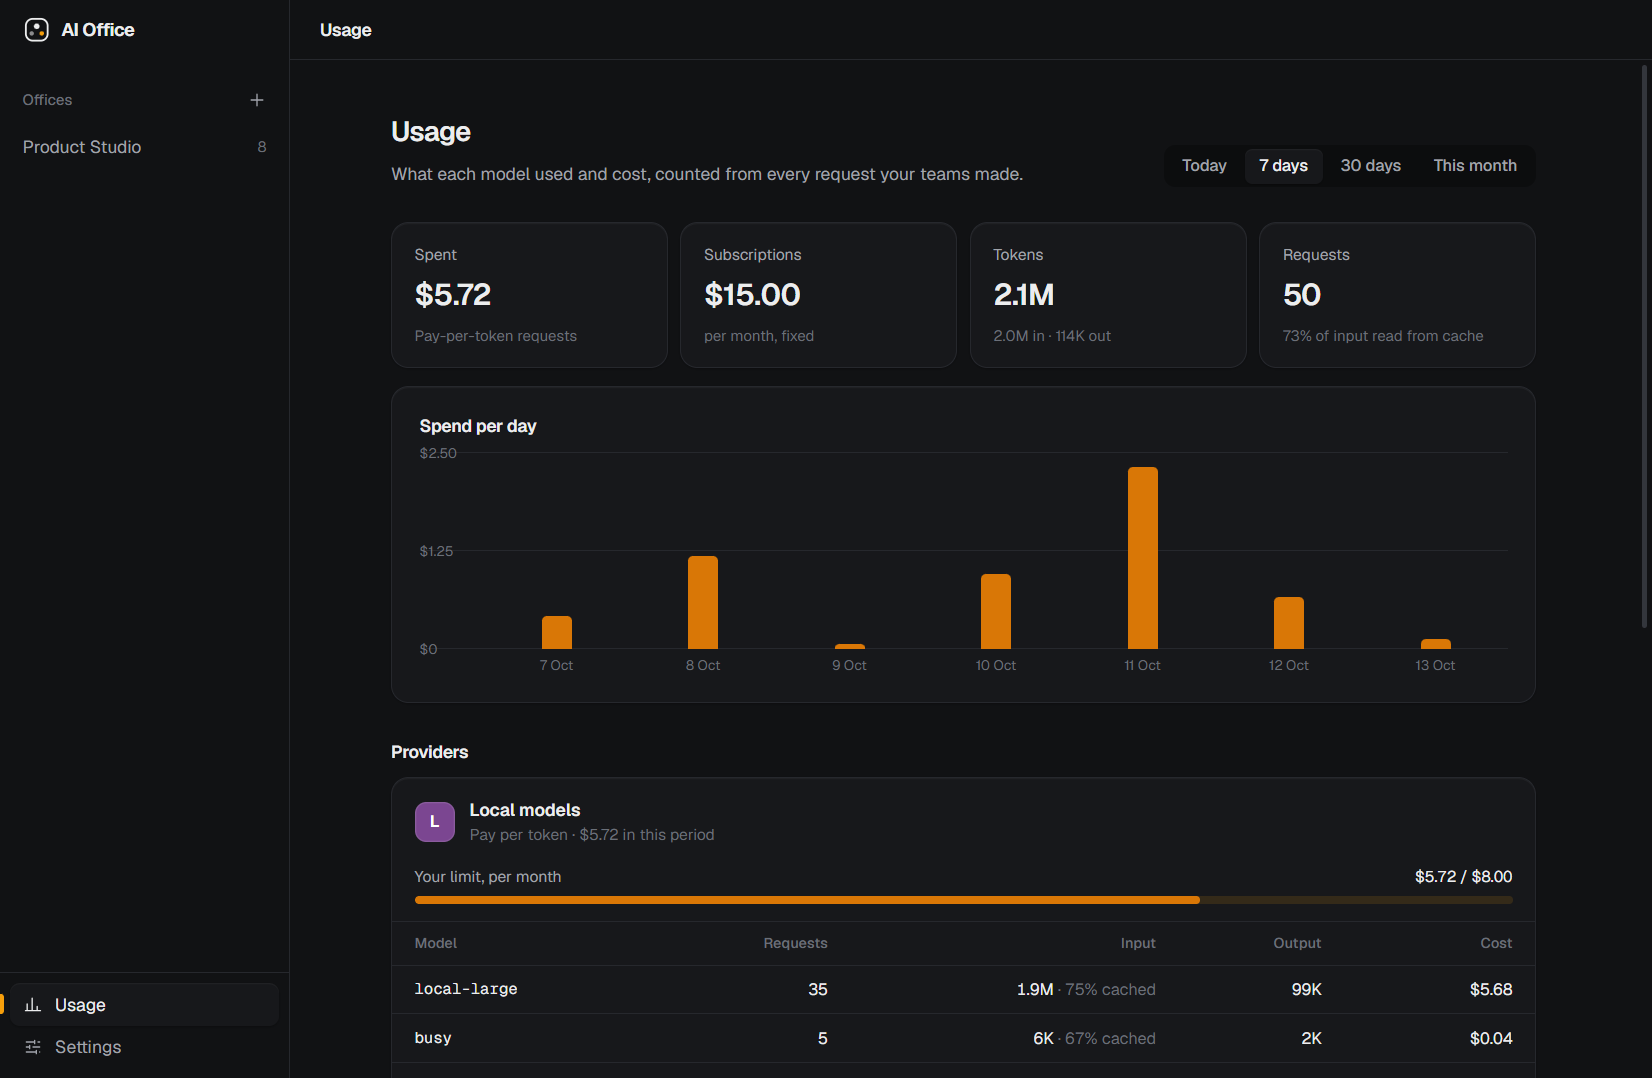 AI Office
Usage
Offices
Product Studio 8
Usage
What each model used and cost, counted from every request your teams made.
Today 7 days 30 days This month
Spent
$5.72
Pay-per-token requests
Subscriptions
$15.00
per month, fixed
Tokens
2.1M
2.0M in · 114K out
Requests
50
73% of input read from cache
Spend per day
$2.50
$1.25
$0
7 Oct 8 Oct 9 Oct 10 Oct 11 Oct 12 Oct 13 Oct
Providers
L
Local models
Pay per token · $5.72 in this period
Your limit, per month $5.72 / $8.00
Model Requests Input Output Cost
local-large 35 1.9M · 75% cached 99K $5.68
busy 5 6K · 67% cached 2K $0.04
Usage
Settings